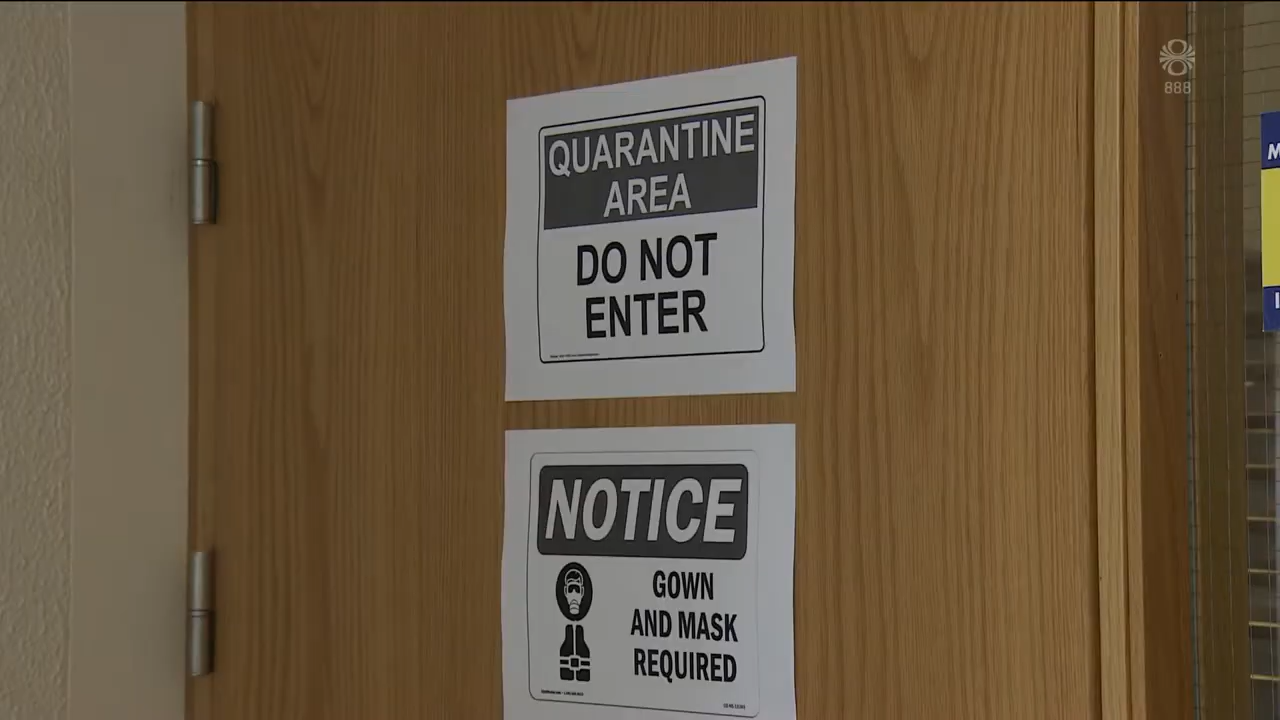 888
QUARANTINE
AREA
DO NOT
ENTER
NOTICE
GOWN
AND MASK
REQUIRED